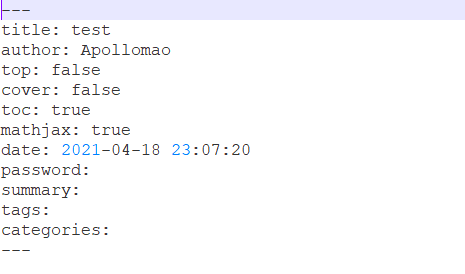 ---
title: test
author: Apollomao
top: false
cover: false
toc: true
mathjax: true
date: 2021-04-18 23:07:20
password:
summary:
tags:
categories:
---